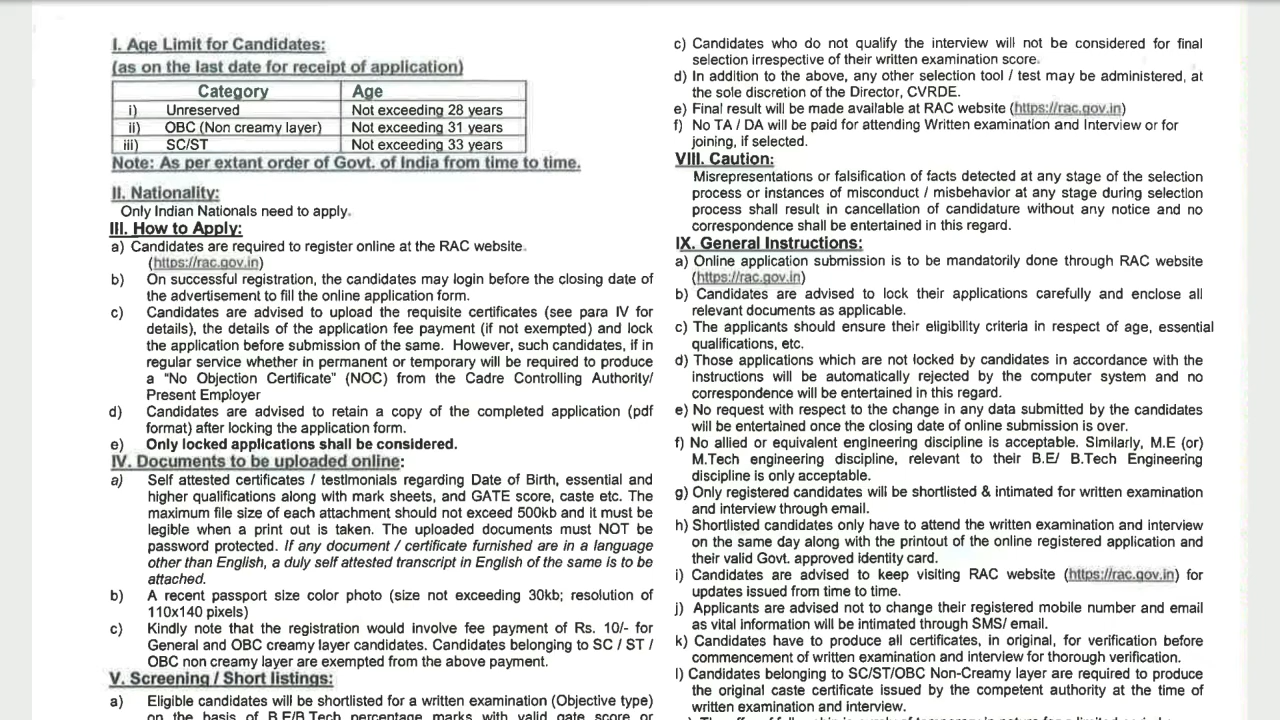 I. Age Limit for Candidates:
(as on the last date for receipt of application)
Category Age
i) Unreserved Not exceeding 28 years
ii) OBC (Non creamy layer) Not exceeding 31 years
iii) SC/ST Not exceeding 33 years
Note: As per extant order of Govt. of India from time to time.
II. Nationality:
Only Indian Nationals need to apply.
III. How to Apply:
a) Candidates are required to register online at the RAC website.
(https://rac.gov.in)
b) On successful registration, the candidates may login before the closing date of
the advertisement to fill the online application form.
c) Candidates are advised to upload the requisite certificates (see para IV for
details), the details of the application fee payment (if not exempted) and lock
the application before submission of the same. However, such candidates, if in
regular service whether in permanent or temporary will be required to produce
a "No Objection Certificate" (NOC) from the Cadre Controlling Authority/
Present Employer
d) Candidates are advised to retain a copy of the completed application (pdf
format) after locking the application form.
e) Only locked applications shall be considered.
IV. Documents to be uploaded online:
a) Self attested certificates / testimonials regarding Date of Birth, essential and
higher qualifications along with mark sheets, and GATE score, caste etc. The
maximum file size of each attachment should not exceed 500kb and it must be
legible when a print out is taken. The uploaded documents must NOT be
password protected. If any document / certificate furnished are in a language
other than English, a duly self attested transcript in English of the same is to be
attached.
b) A recent passport size color photo (size not exceeding 30kb; resolution of
110x140 pixels)
c) Kindly note that the registration would involve fee payment of Rs. 10/- for
General and OBC creamy layer candidates. Candidates belonging to SC / ST /
OBC non creamy layer are exempted from the above payment.
V. Screening / Short listings:
a) Eligible candidates will be shortlisted for a written examination (Objective type)
on the basis of B.E/B.Tech percentage marks with valid gate score or
c) Candidates who do not qualify the interview will not be considered for final
selection irrespective of their written examination score.
d) In addition to the above, any other selection tool / test may be administered, at
the sole discretion of the Director, CVRDE.
e) Final result will be made available at RAC website (https://rac.gov.in)
f) No TA / DA will be paid for attending Written examination and Interview or for
joining, if selected.
VIII. Caution:
Misrepresentations or falsification of facts detected at any stage of the selection
process or instances of misconduct / misbehavior at any stage during selection
process shall result in cancellation of candidature without any notice and no
correspondence shall be entertained in this regard.
IX. General Instructions:
a) Online application submission is to be mandatorily done through RAC website
(https://rac.gov.in)
b) Candidates are advised to lock their applications carefully and enclose all
relevant documents as applicable.
c) The applicants should ensure their eligibility criteria in respect of age, essential
qualifications, etc.
d) Those applications which are not locked by candidates in accordance with the
instructions will be automatically rejected by the computer system and no
correspondence will be entertained in this regard.
e) No request with respect to the change in any data submitted by the candidates
will be entertained once the closing date of online submission is over.
f) No allied or equivalent engineering discipline is acceptable. Similarly, M.E (or)
M.Tech engineering discipline, relevant to their B.E/ B.Tech Engineering
discipline is only acceptable.
g) Only registered candidates will be shortlisted & intimated for written examination
and interview through email.
h) Shortlisted candidates only have to attend the written examination and interview
on the same day along with the printout of the online registered application and
their valid Govt. approved identity card.
i) Candidates are advised to keep visiting RAC website (https://rac.gov.in) for
updates issued from time to time.
j) Applicants are advised not to change their registered mobile number and email
as vital information will be intimated through SMS/ email.
k) Candidates have to produce all certificates, in original, for verification before
commencement of written examination and interview for thorough verification.
l) Candidates belonging to SC/ST/OBC Non-Creamy layer are required to produce
the original caste certificate issued by the competent authority at the time of
written examination and interview.